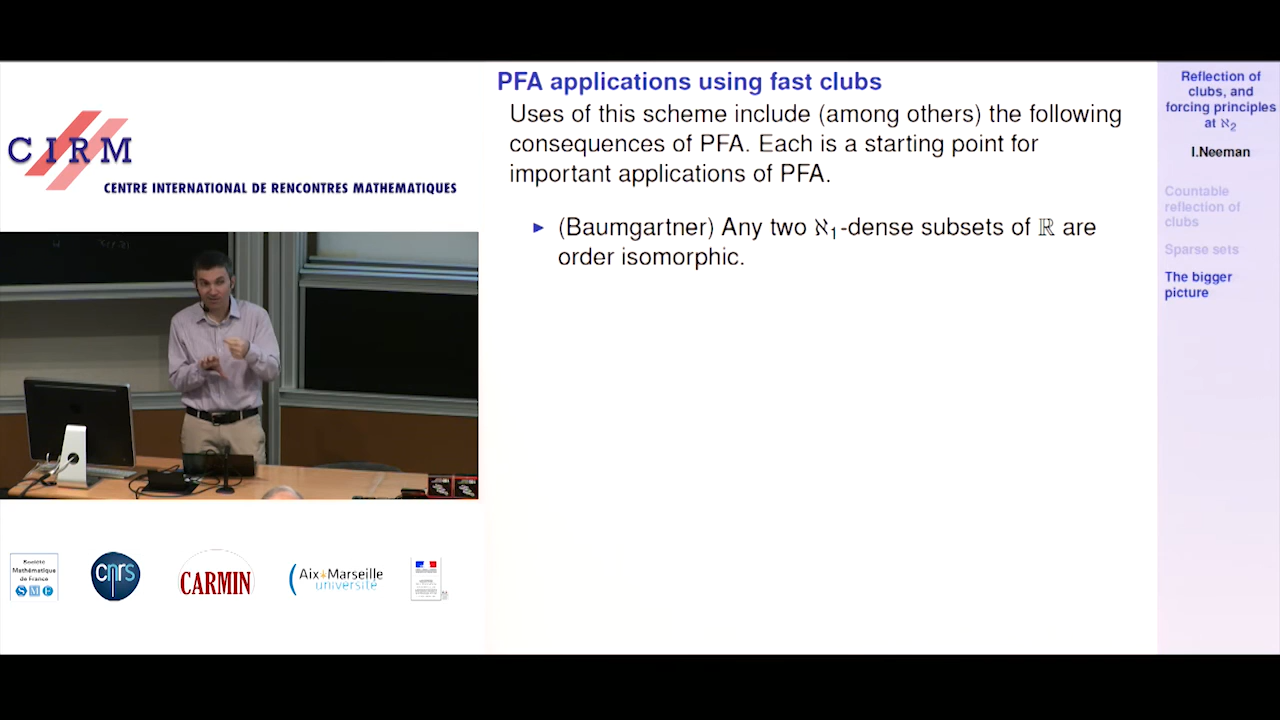 PFA applications using fast clubs
Uses of this scheme include (among others) the following
consequences of PFA. Each is a starting point for
important applications of PFA.
▶ (Baumgartner) Any two ℵ₁-dense subsets of ℝ are
order isomorphic.
Reflection of
clubs, and
forcing principles
at ℵ₂
I.Neeman
Countable
reflection of
clubs
Sparse sets
The bigger
picture
CIRM
CENTRE INTERNATIONAL DE RENCONTRES MATHEMATIQUES
Société
Mathématique
de France
SMF
cnrs
CARMIN
Aix*Marseille
université